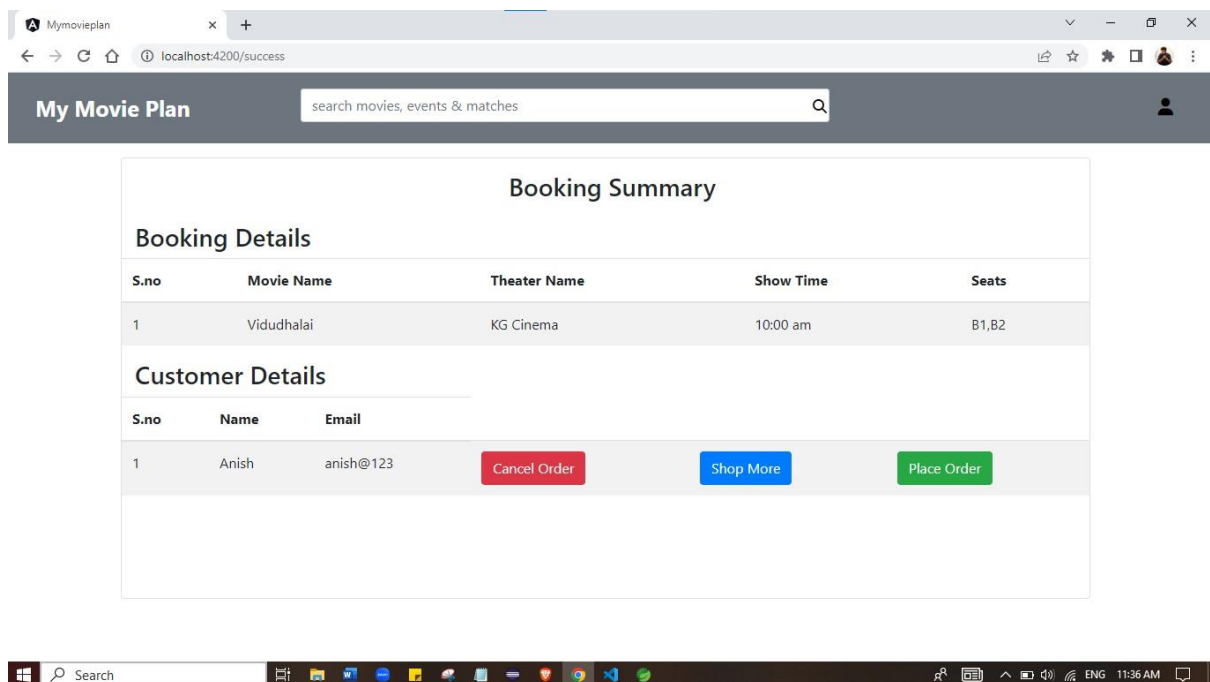 Mymovieplan
localhost:4200/success
My Movie Plan
search movies, events & matches
Booking Summary
Booking Details
S.no Movie Name Theater Name Show Time Seats
1 Vidudhalai KG Cinema 10:00 am B1,B2
Customer Details
S.no Name Email
1 Anish anish@123 Cancel Order Shop More Place Order
Search ENG 11:36 AM